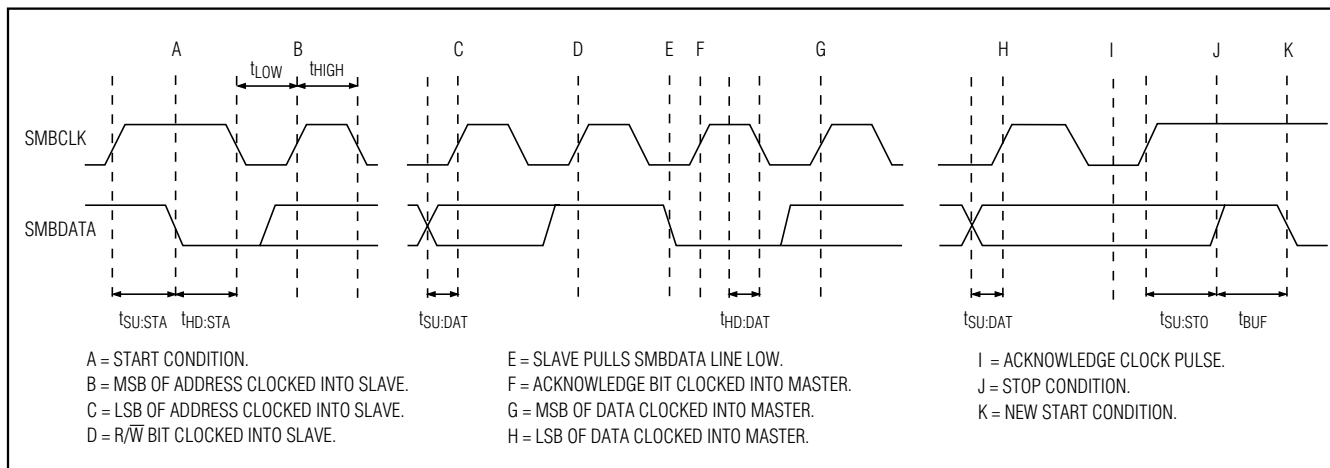 A B C D E F G H I J K
tLOW tHIGH
SMBCLK
SMBDATA
tSU:STA tHD:STA tSU:DAT tHD:DAT tSU:DAT tSU:STO tBUF
A = START CONDITION.
B = MSB OF ADDRESS CLOCKED INTO SLAVE.
C = LSB OF ADDRESS CLOCKED INTO SLAVE.
D = R/W̅ BIT CLOCKED INTO SLAVE.
E = SLAVE PULLS SMBDATA LINE LOW.
F = ACKNOWLEDGE BIT CLOCKED INTO MASTER.
G = MSB OF DATA CLOCKED INTO MASTER.
H = LSB OF DATA CLOCKED INTO MASTER.
I = ACKNOWLEDGE CLOCK PULSE.
J = STOP CONDITION.
K = NEW START CONDITION.